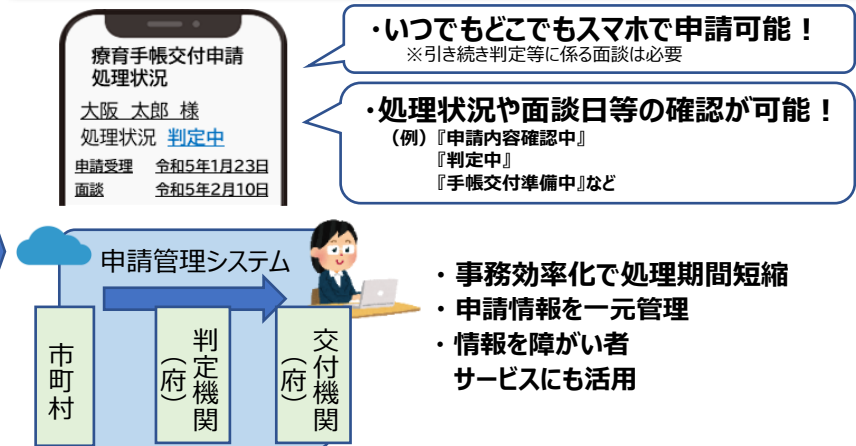 療育手帳交付申請
処理状況
大阪 太郎 様
処理状況 判定中
申請受理 令和5年1月23日
面談 令和5年2月10日
・いつでもどこでもスマホで申請可能！
※引き続き判定等に係る面談は必要
・処理状況や面談日等の確認が可能！
（例）『申請内容確認中』
『判定中』
『手帳交付準備中』など
申請管理システム
市町村
判定機関
（府）
交付機関
（府）
・事務効率化で処理期間短縮
・申請情報を一元管理
・情報を障がい者
サービスにも活用